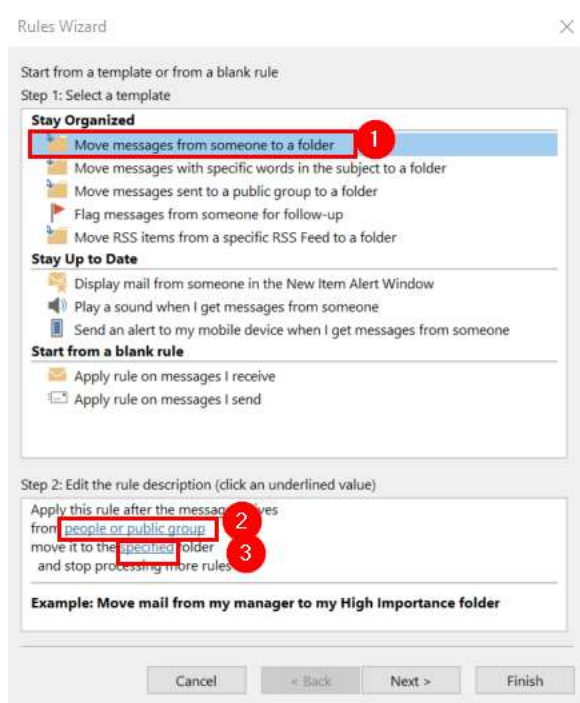 Rules Wizard
Start from a template or from a blank rule
Step 1: Select a template
Stay Organized
Move messages from someone to a folder
1
Move messages with specific words in the subject to a folder
Move messages sent to a public group to a folder
Flag messages from someone for follow-up
Move RSS items from a specific RSS Feed to a folder
Stay Up to Date
Display mail from someone in the New Item Alert Window
Play a sound when I get messages from someone
Send an alert to my mobile device when I get messages from someone
Start from a blank rule
Apply rule on messages I receive
Apply rule on messages I send
Step 2: Edit the rule description (click an underlined value)
Apply this rule after the message
from people or public group 2
move it to the specified folder 3
and stop processing more rules
Example: Move mail from my manager to my High Importance folder
Cancel < Back Next > Finish